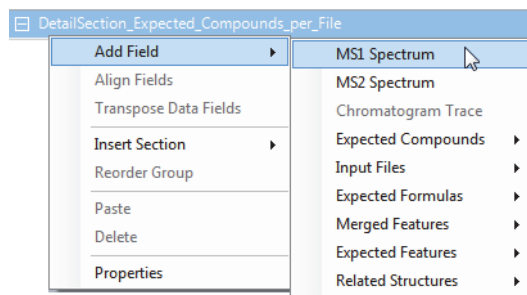 DetailSection_Expected_Compounds_per_File
Add Field
Align Fields
Transpose Data Fields
Insert Section
Reorder Group
Paste
Delete
Properties
MS1 Spectrum
MS2 Spectrum
Chromatogram Trace
Expected Compounds
Input Files
Expected Formulas
Merged Features
Expected Features
Related Structures